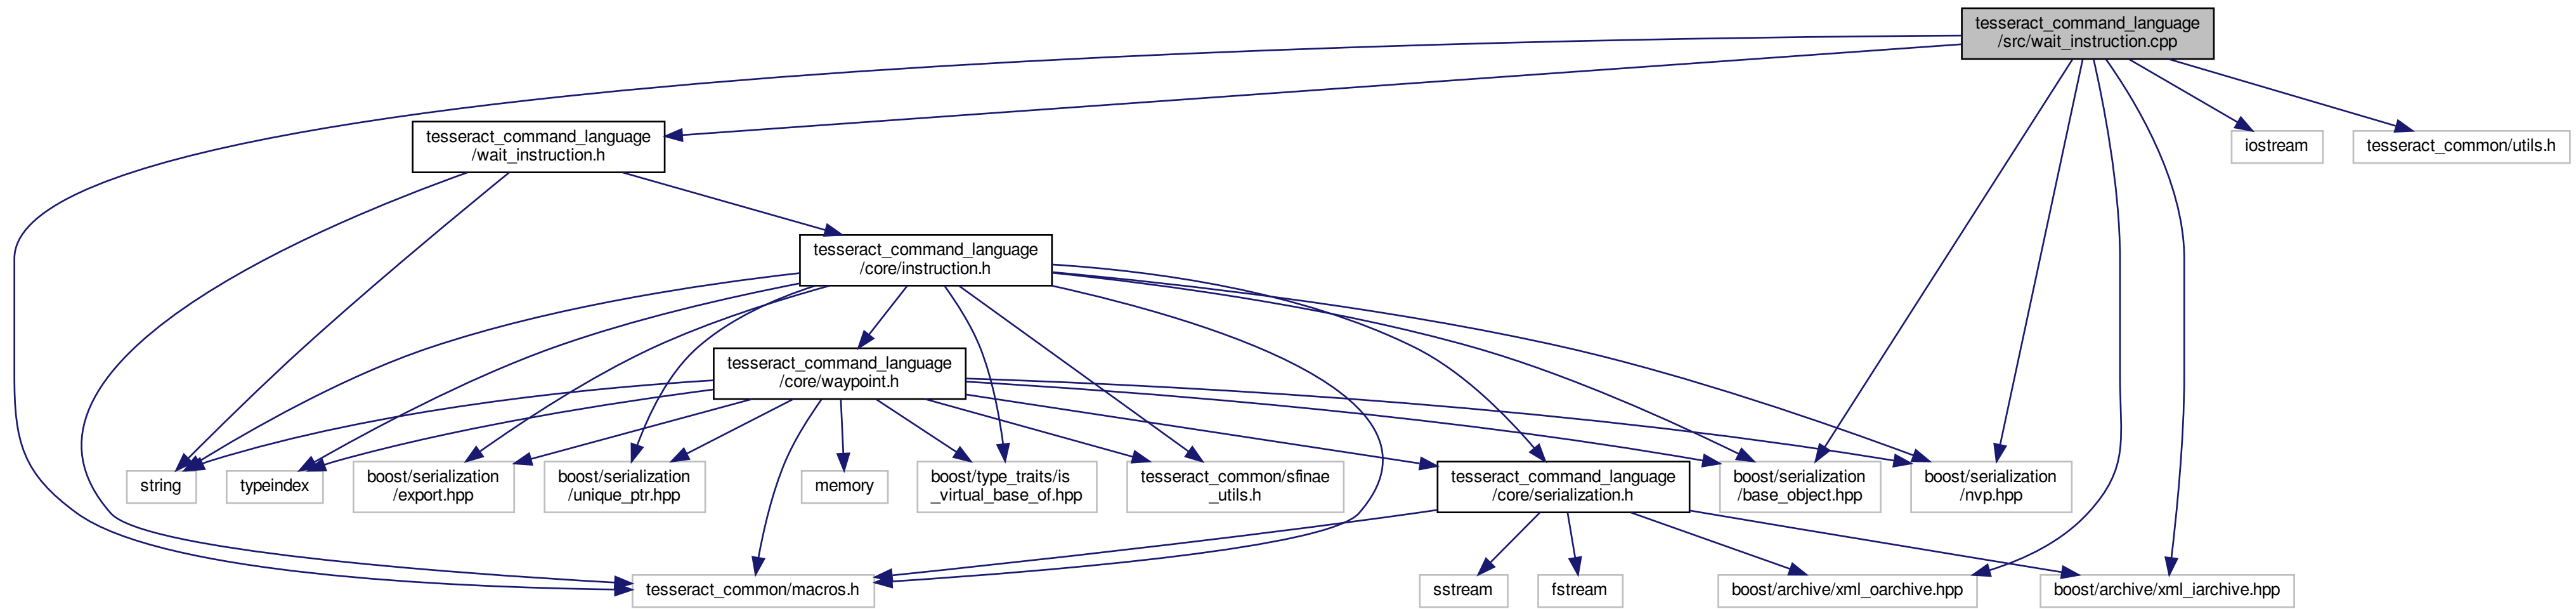 tesseract_command_language
/src/wait_instruction.cpp
tesseract_command_language
/wait_instruction.h
iostream
tesseract_common/utils.h
tesseract_command_language
/core/instruction.h
tesseract_command_language
/core/waypoint.h
string
typeindex
boost/serialization
/export.hpp
boost/serialization
/unique_ptr.hpp
memory
boost/type_traits/is
_virtual_base_of.hpp
tesseract_common/sfinae
_utils.h
tesseract_command_language
/core/serialization.h
boost/serialization
/base_object.hpp
boost/serialization
/nvp.hpp
tesseract_common/macros.h
sstream
fstream
boost/archive/xml_oarchive.hpp
boost/archive/xml_iarchive.hpp